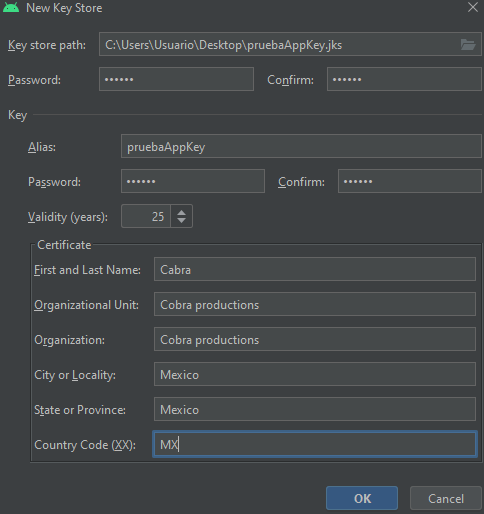 New Key Store
Key store path: C:\Users\Usuario\Desktop\pruebaAppKey.jks
Password: •••••• Confirm: ••••••
Key
Alias: pruebaAppKey
Password: •••••• Confirm: ••••••
Validity (years): 25
Certificate
First and Last Name: Cabra
Organizational Unit: Cobra productions
Organization: Cobra productions
City or Locality: Mexico
State or Province: Mexico
Country Code (XX): MX
OK Cancel